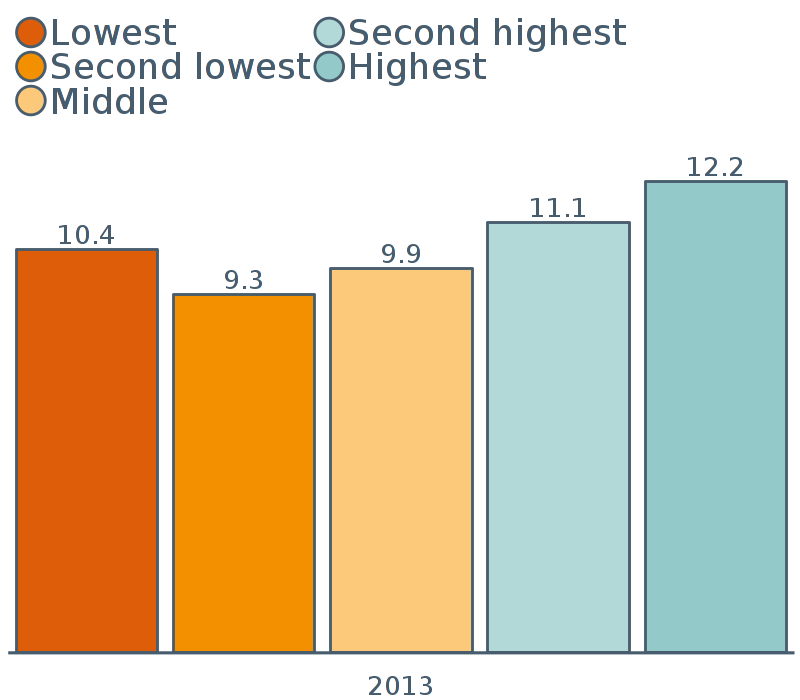 Lowest
Second lowest
Middle
Second highest
Highest
10.4
9.3
9.9
11.1
12.2
2013